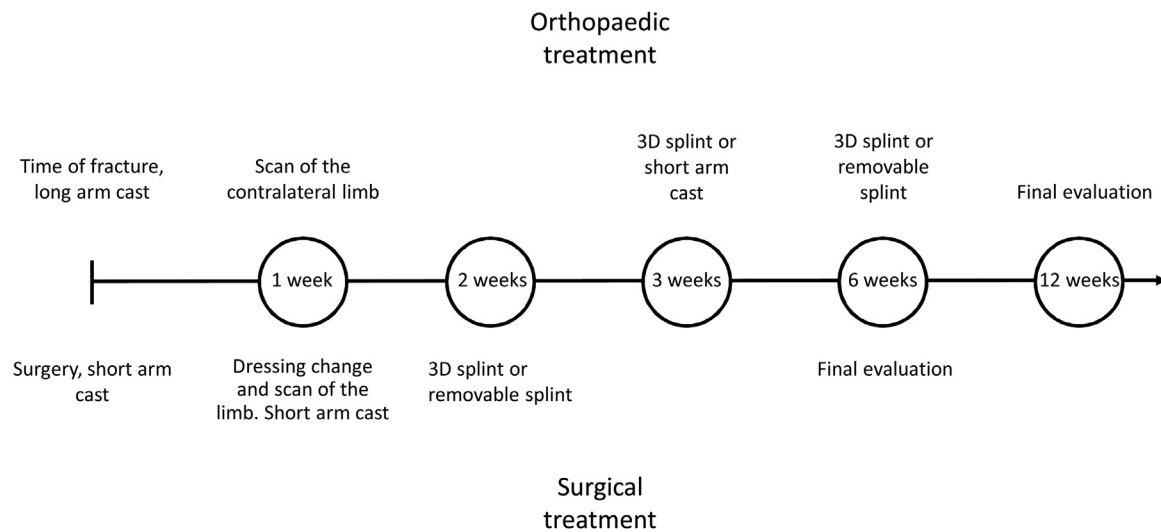 Orthopaedic
treatment
Time of fracture,
long arm cast
Scan of the
contralateral limb
3D splint or
short arm
cast
3D splint or
removable
splint
Final evaluation
1 week
2 weeks
3 weeks
6 weeks
12 weeks
Surgery, short arm
cast
Dressing change
and scan of the
limb. Short arm cast
3D splint or
removable splint
Final evaluation
Surgical
treatment